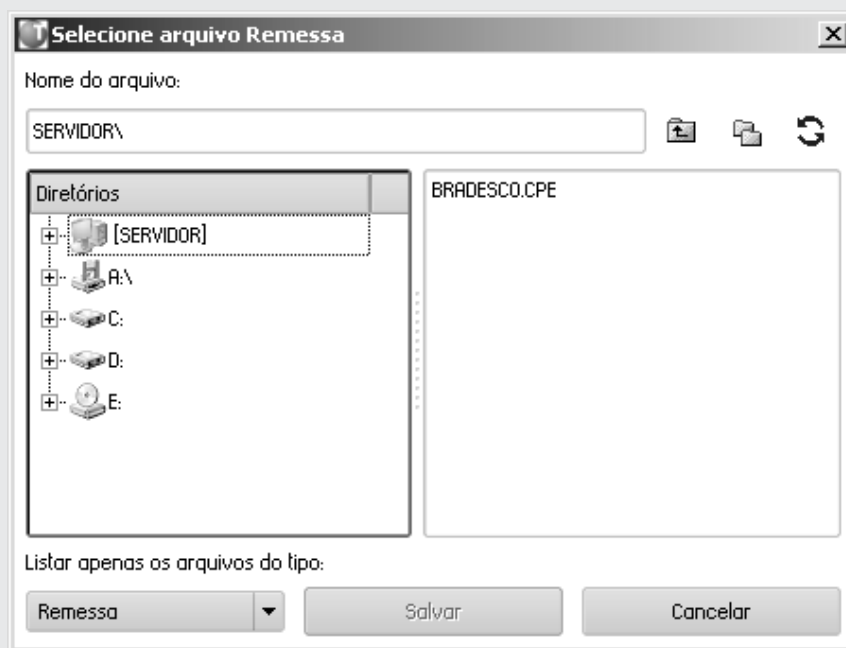 Selecione arquivo Remessa
Nome do arquivo:
SERVIDOR\
Diretórios
[SERVIDOR]
A:\
C:
D:
E:
BRADESCO.CPE
Listar apenas os arquivos do tipo:
Remessa
Salvar
Cancelar